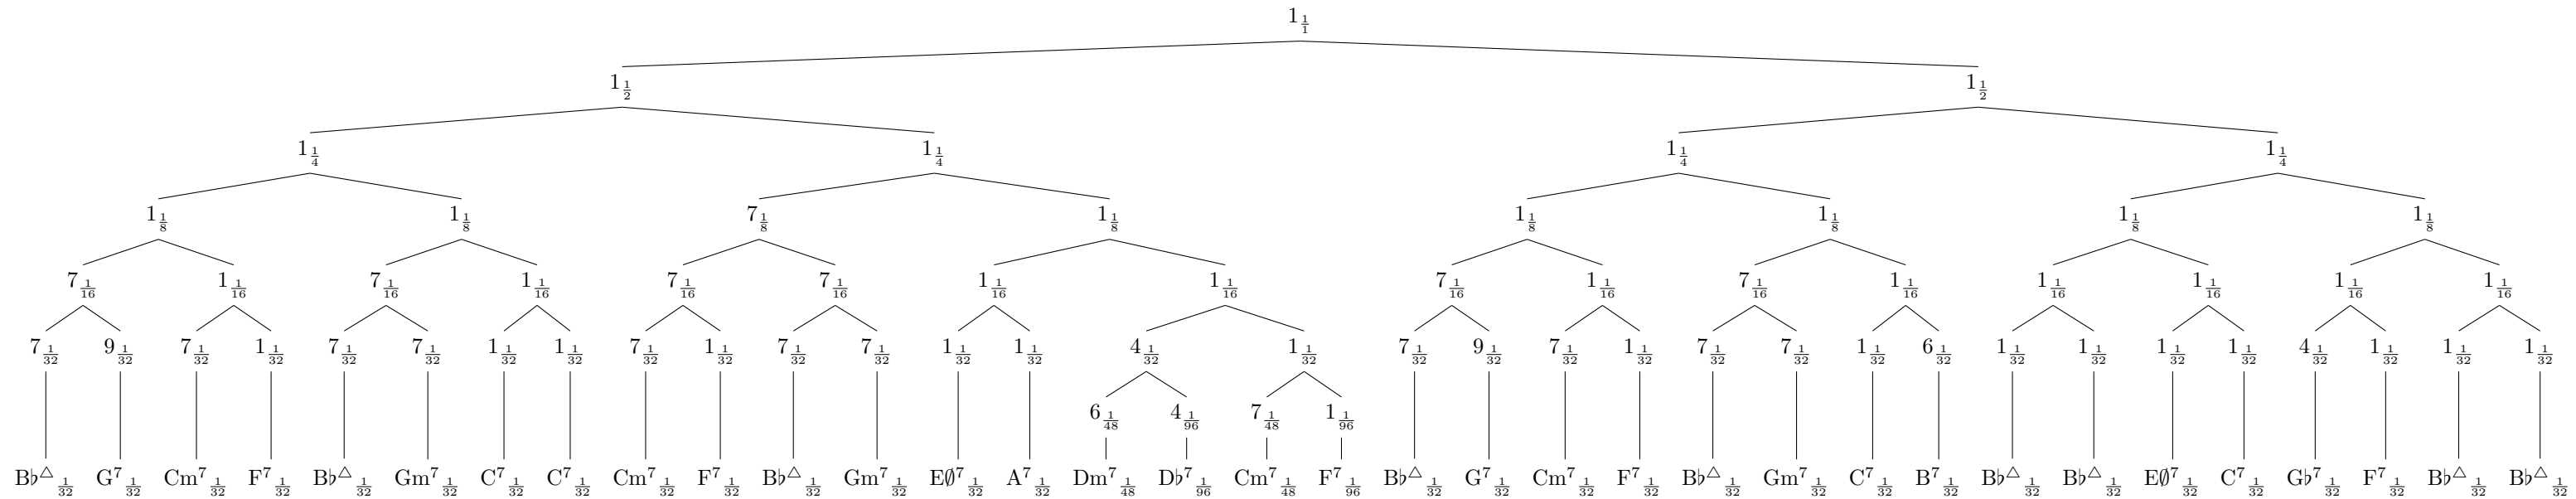 1 1/1
1 1/2 1 1/2
1 1/4 1 1/4 1 1/4 1 1/4
1 1/8 1 1/8 7 1/8 1 1/8 1 1/8 1 1/8 1 1/8 1 1/8
7 1/16 1 1/16 7 1/16 1 1/16 7 1/16 7 1/16 1 1/16 1 1/16 7 1/16 1 1/16 7 1/16 1 1/16 1 1/16 1 1/16 1 1/16 1 1/16
7 1/32 9 1/32 7 1/32 1 1/32 7 1/32 7 1/32 1 1/32 1 1/32 7 1/32 1 1/32 7 1/32 7 1/32 1 1/32 1 1/32 4 1/32 1 1/32 7 1/32 9 1/32 7 1/32 1 1/32 7 1/32 7 1/32 1 1/32 6 1/32 1 1/32 1 1/32 1 1/32 1 1/32 4 1/32 1 1/32 1 1/32 1 1/32
6 1/48 4 1/96 7 1/48 1 1/96
B♭△ 1/32 G⁷ 1/32 Cm⁷ 1/32 F⁷ 1/32 B♭△ 1/32 Gm⁷ 1/32 C⁷ 1/32 C⁷ 1/32 Cm⁷ 1/32 F⁷ 1/32 B♭△ 1/32 Gm⁷ 1/32 E∅⁷ 1/32 A⁷ 1/32 Dm⁷ 1/48 D♭⁷ 1/96 Cm⁷ 1/48 F⁷ 1/96 B♭△ 1/32 G⁷ 1/32 Cm⁷ 1/32 F⁷ 1/32 B♭△ 1/32 Gm⁷ 1/32 C⁷ 1/32 B⁷ 1/32 B♭△ 1/32 B♭△ 1/32 E∅⁷ 1/32 C⁷ 1/32 G♭⁷ 1/32 F⁷ 1/32 B♭△ 1/32 B♭△ 1/32